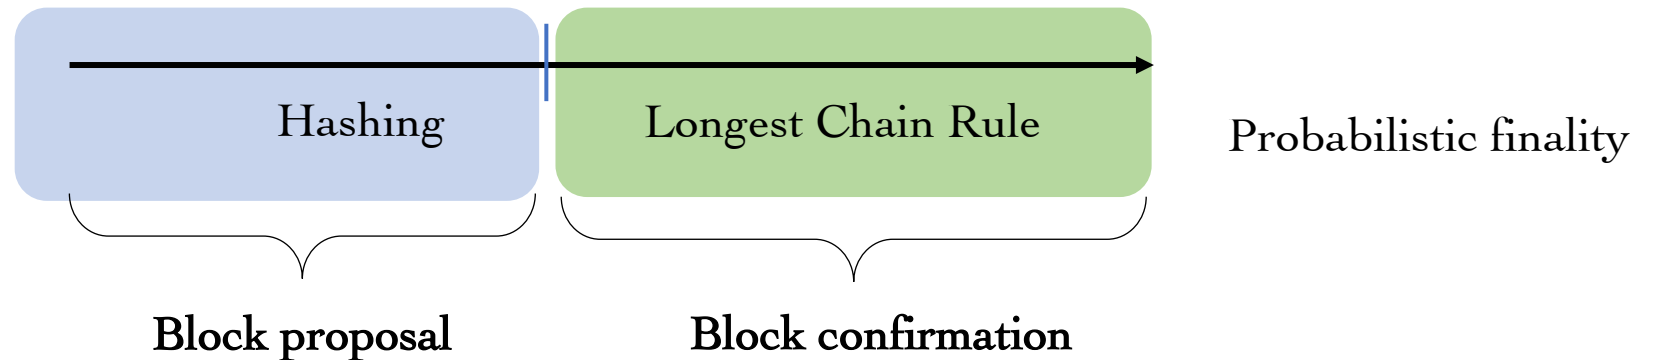 Hashing
Longest Chain Rule
Probabilistic finality
Block proposal
Block confirmation